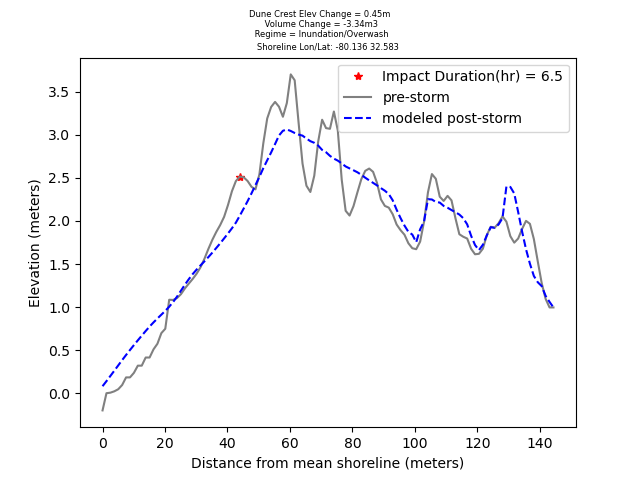 Dune Crest Elev Change = 0.45m
Volume Change = -3.34m3
Regime = Inundation/Overwash
Shoreline Lon/Lat: -80.136 32.583
Impact Duration(hr) = 6.5
pre-storm
modeled post-storm
Elevation (meters)
3.5
3.0
2.5
2.0
1.5
1.0
0.5
0.0
0 20 40 60 80 100 120 140
Distance from mean shoreline (meters)